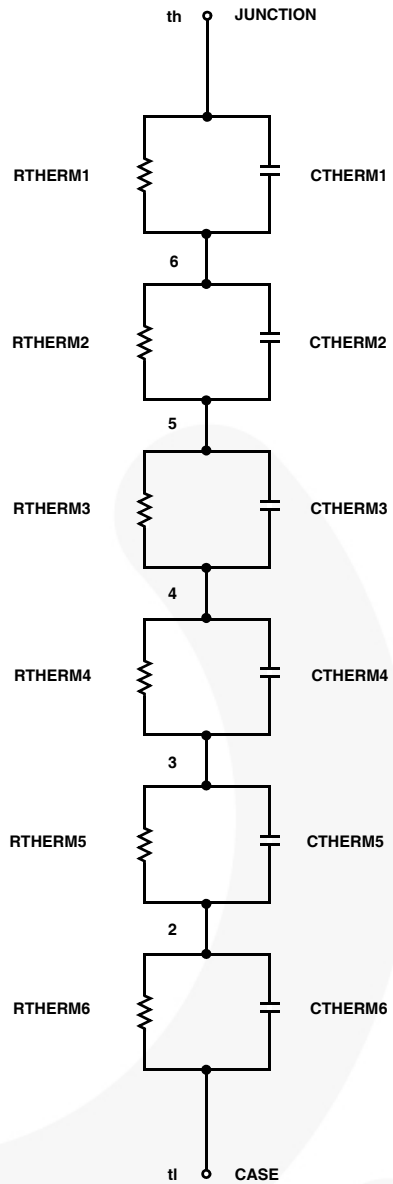 th JUNCTION
RTHERM1 CTHERM1
6
RTHERM2 CTHERM2
5
RTHERM3 CTHERM3
4
RTHERM4 CTHERM4
3
RTHERM5 CTHERM5
2
RTHERM6 CTHERM6
tl CASE